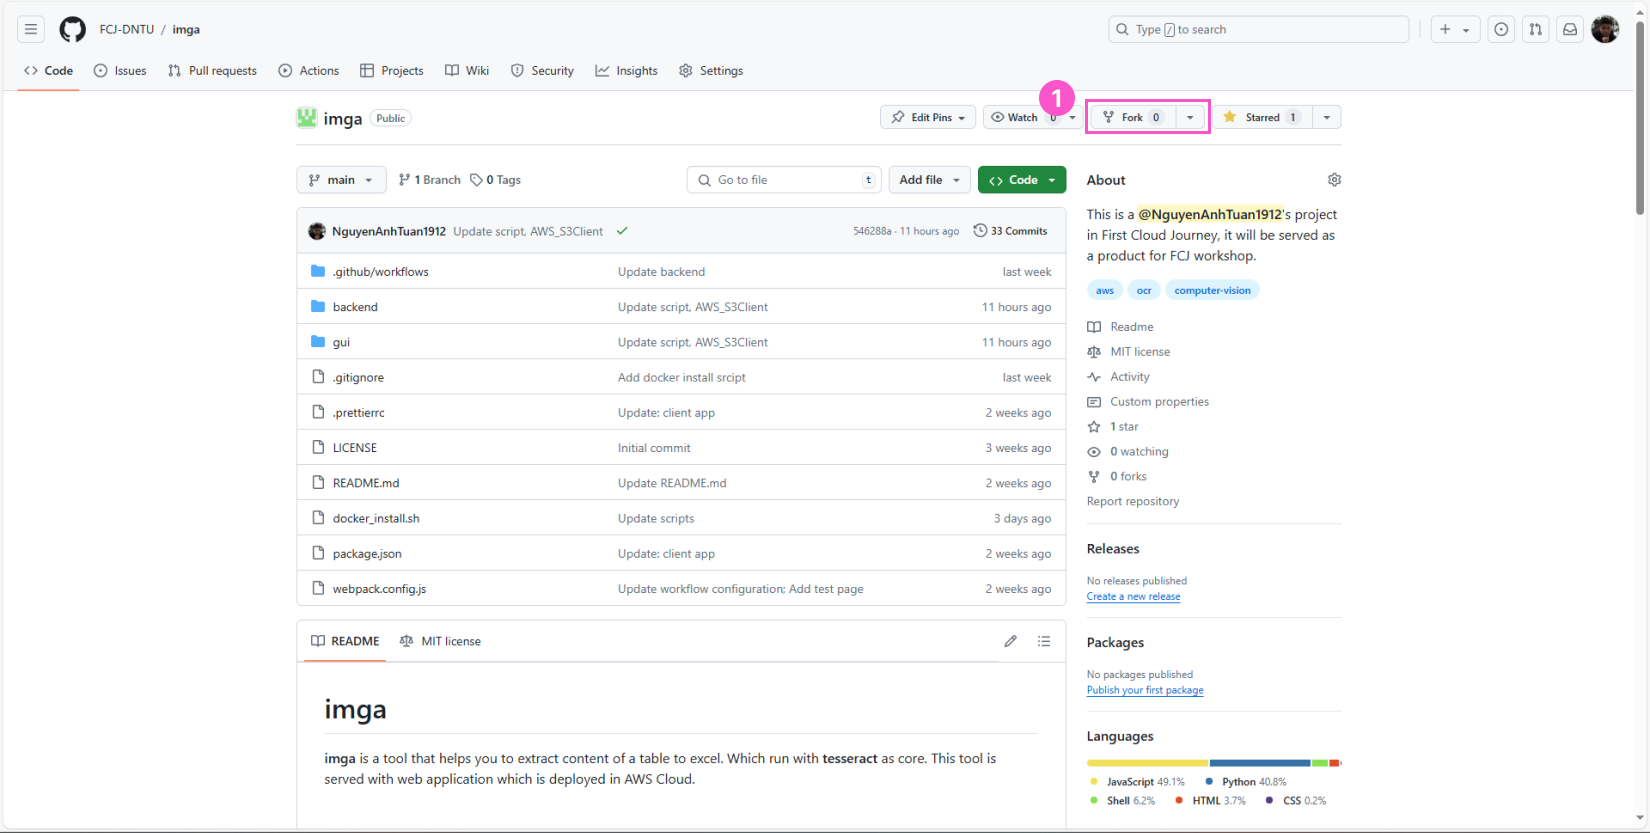 FCJ-DNTU / imga
Type / to search
Code Issues Pull requests Actions Projects Wiki Security Insights Settings
1
imga Public
Edit Pins Watch 0 Fork 0 Starred 1
main 1 Branch 0 Tags Go to file t Add file Code
NguyenAnhTuan1912 Update script, AWS_S3Client 546288a · 11 hours ago 33 Commits
.github/workflows Update backend last week
backend Update script, AWS_S3Client 11 hours ago
gui Update script, AWS_S3Client 11 hours ago
.gitignore Add docker install srcipt last week
.prettierrc Update: client app 2 weeks ago
LICENSE Initial commit 3 weeks ago
README.md Update README.md 2 weeks ago
docker_install.sh Update scripts 3 days ago
package.json Update: client app 2 weeks ago
webpack.config.js Update workflow configuration; Add test page 2 weeks ago
README MIT license
imga
imga is a tool that helps you to extract content of a table to excel. Which run with tesseract as core. This tool is
served with web application which is deployed in AWS Cloud.
About
This is a @NguyenAnhTuan1912's project
in First Cloud Journey, it will be served as
a product for FCJ workshop.
aws ocr computer-vision
Readme
MIT license
Activity
Custom properties
1 star
0 watching
0 forks
Report repository
Releases
No releases published
Create a new release
Packages
No packages published
Publish your first package
Languages
JavaScript 49.1% Python 40.8%
Shell 6.2% HTML 3.7% CSS 0.2%